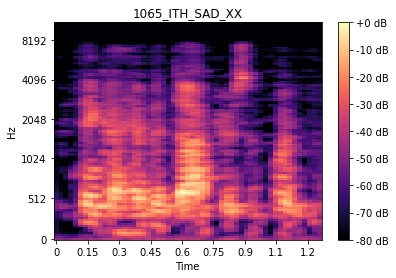 1065_ITH_SAD_XX
+0 dB
8192
-10 dB
4096
-20 dB
-30 dB
2048
Hz
-40 dB
1024
-50 dB
512
-60 dB
-70 dB
0
-80 dB
0 0.15 0.3 0.45 0.6 0.75 0.9 1.1 1.2
Time